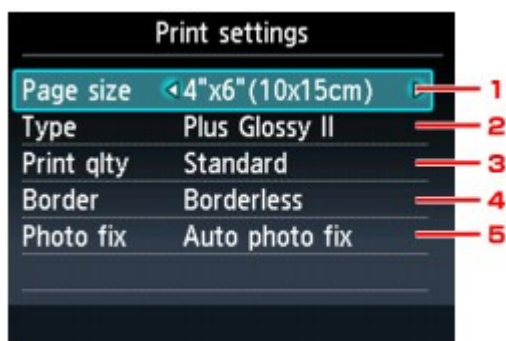 Print settings
Page size 4"x6"(10x15cm) 1
Type Plus Glossy II 2
Print qlty Standard 3
Border Borderless 4
Photo fix Auto photo fix 5